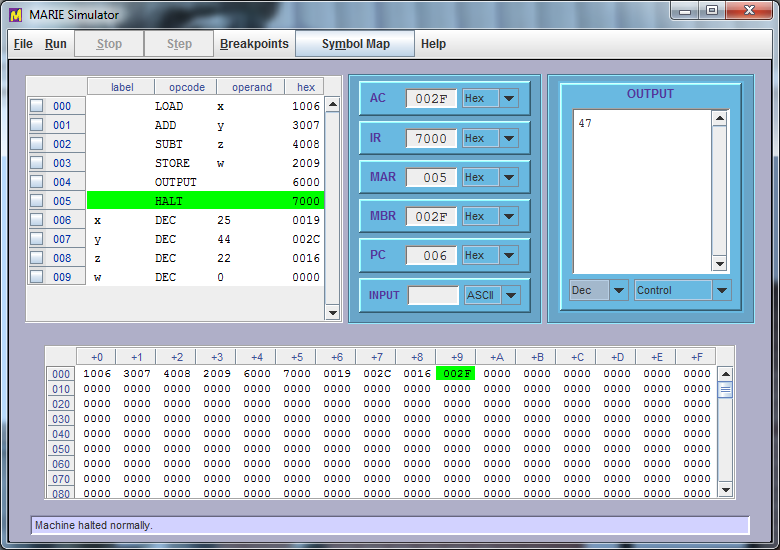 MARIE Simulator
File Run Stop Step Breakpoints Symbol Map Help
label opcode operand hex
000 LOAD x 1006
001 ADD y 3007
002 SUBT z 4008
003 STORE w 2009
004 OUTPUT 6000
005 HALT 7000
006 x DEC 25 0019
007 y DEC 44 002C
008 z DEC 22 0016
009 w DEC 0 0000
AC 002F Hex
IR 7000 Hex
MAR 005 Hex
MBR 002F Hex
PC 006 Hex
INPUT ASCII
OUTPUT
47
Dec Control
+0 +1 +2 +3 +4 +5 +6 +7 +8 +9 +A +B +C +D +E +F
000 1006 3007 4008 2009 6000 7000 0019 002C 0016 002F 0000 0000 0000 0000 0000 0000
010 0000 0000 0000 0000 0000 0000 0000 0000 0000 0000 0000 0000 0000 0000 0000 0000
020 0000 0000 0000 0000 0000 0000 0000 0000 0000 0000 0000 0000 0000 0000 0000 0000
030 0000 0000 0000 0000 0000 0000 0000 0000 0000 0000 0000 0000 0000 0000 0000 0000
040 0000 0000 0000 0000 0000 0000 0000 0000 0000 0000 0000 0000 0000 0000 0000 0000
050 0000 0000 0000 0000 0000 0000 0000 0000 0000 0000 0000 0000 0000 0000 0000 0000
060 0000 0000 0000 0000 0000 0000 0000 0000 0000 0000 0000 0000 0000 0000 0000 0000
070 0000 0000 0000 0000 0000 0000 0000 0000 0000 0000 0000 0000 0000 0000 0000 0000
080 0000 0000 0000 0000 0000 0000 0000 0000 0000 0000 0000 0000 0000 0000 0000 0000
Machine halted normally.